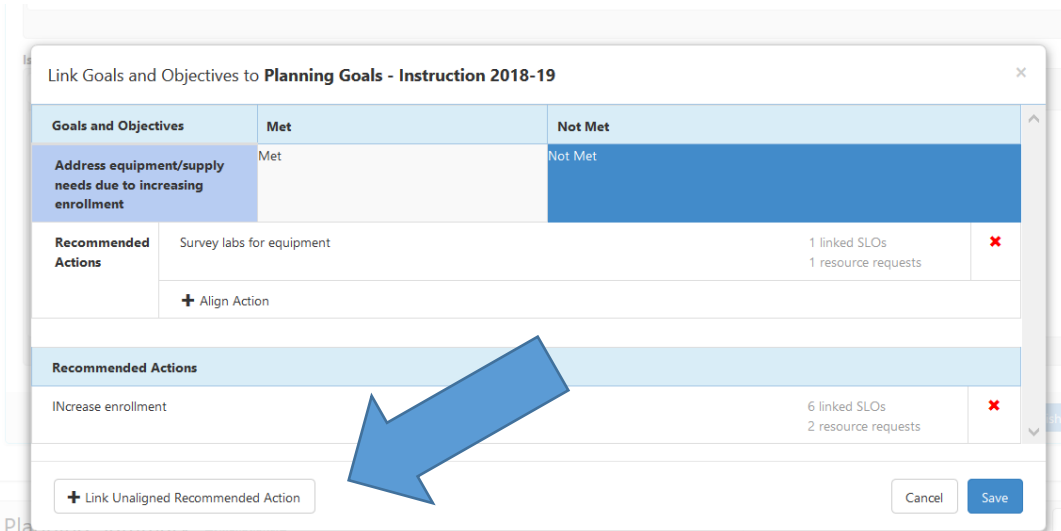 Link Goals and Objectives to Planning Goals - Instruction 2018-19
×
Goals and Objectives Met Not Met
Address equipment/supply
needs due to increasing
enrollment
Met
Not Met
Recommended
Actions
Survey labs for equipment
1 linked SLOs
1 resource requests
✖
+ Align Action
Recommended Actions
INcrease enrollment
6 linked SLOs
2 resource requests
✖
+ Link Unaligned Recommended Action
Cancel
Save